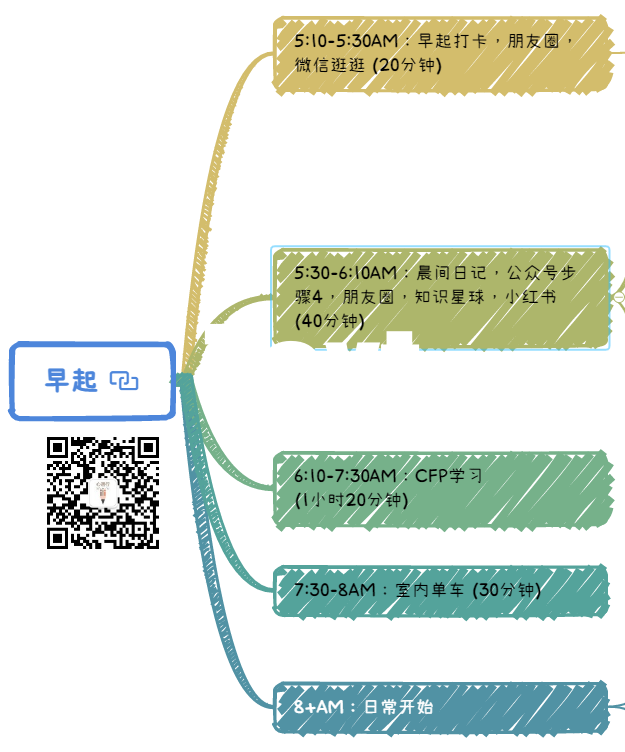 5:10-5:30AM：早起打卡，朋友圈，
微信逛逛 (20分钟)
5:30-6:10AM：晨间日记，公众号步
骤4，朋友圈，知识星球，小红书
(40分钟)
早起
6:10-7:30AM：CFP学习
(1小时20分钟)
7:30-8AM：室内单车 (30分钟)
8+AM：日常开始